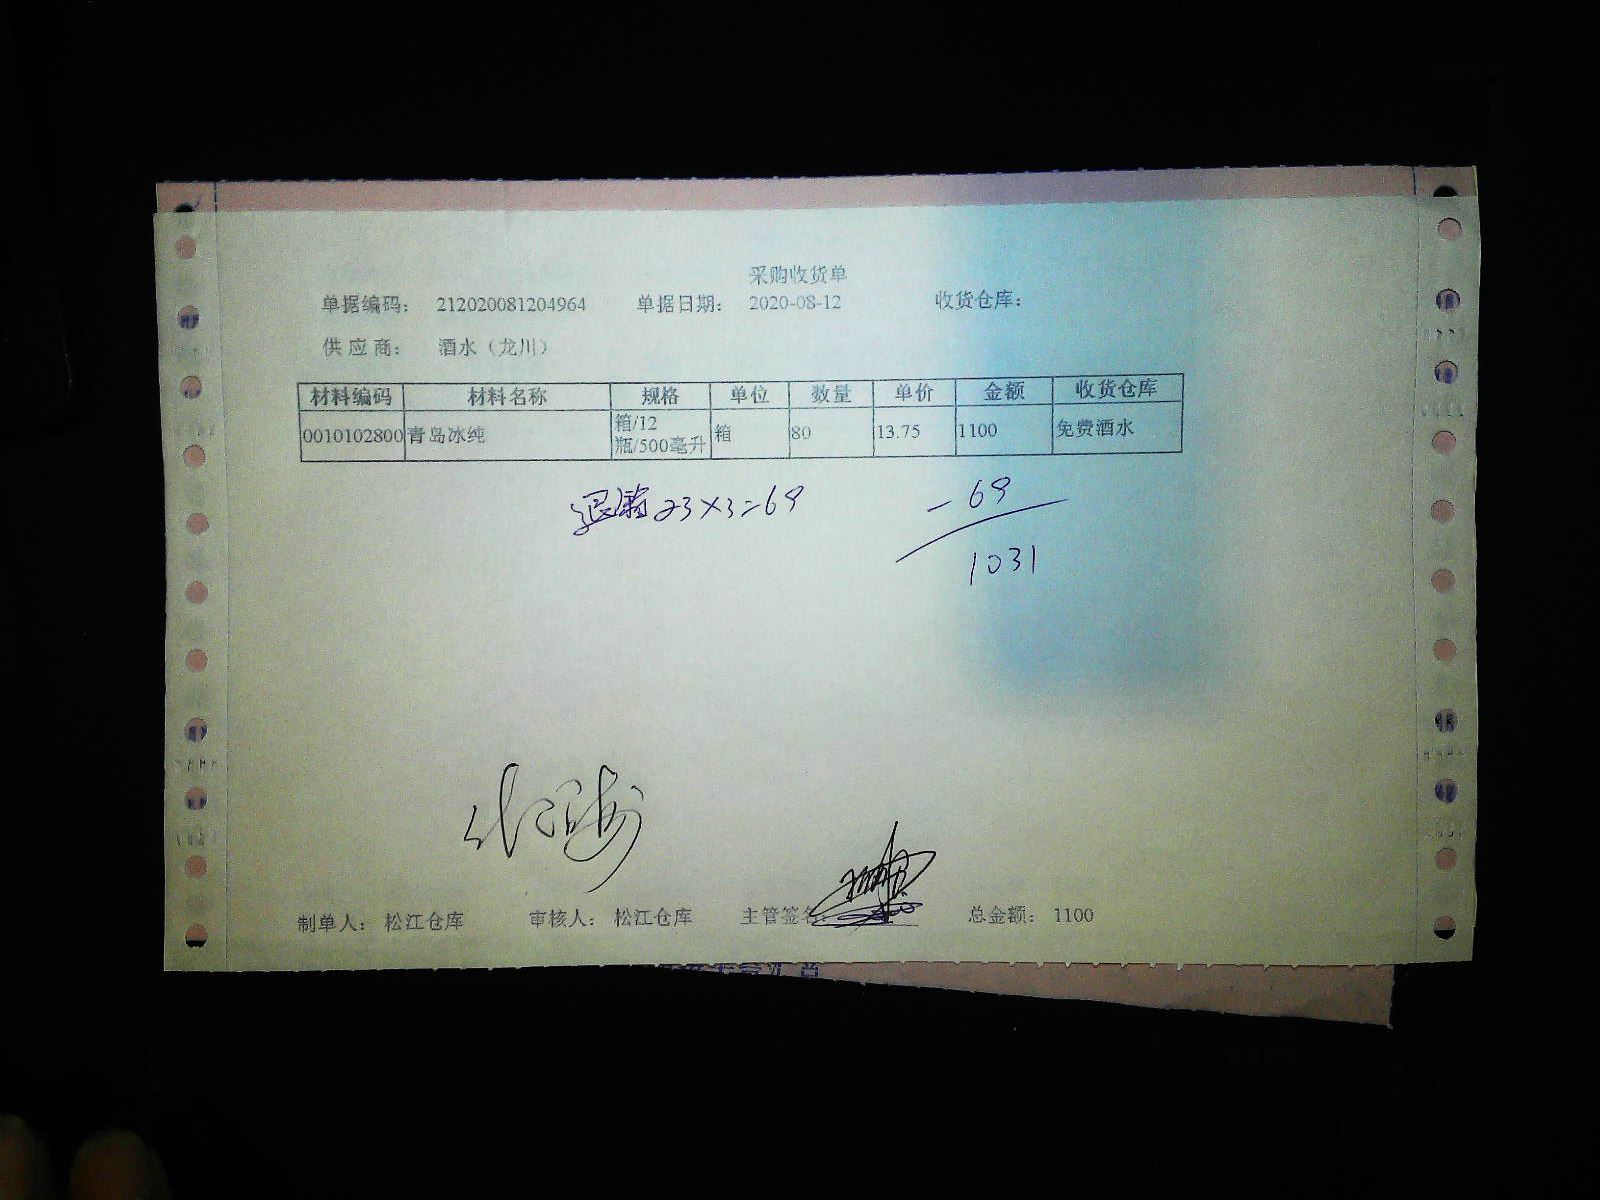 采购收货单
单据编码： 212020081204964 单据日期： 2020-08-12 收货仓库：
供应商： 酒水（龙川）
材料编码 材料名称 规格 单位 数量 单价 金额 收货仓库
0010102800 青岛冰纯 箱/12瓶/500毫升 箱 80 13.75 1100 免费酒水
退箱23×3=69 -69
1031
制单人： 松江仓库 审核人： 松江仓库 主管签名： 总金额： 1100